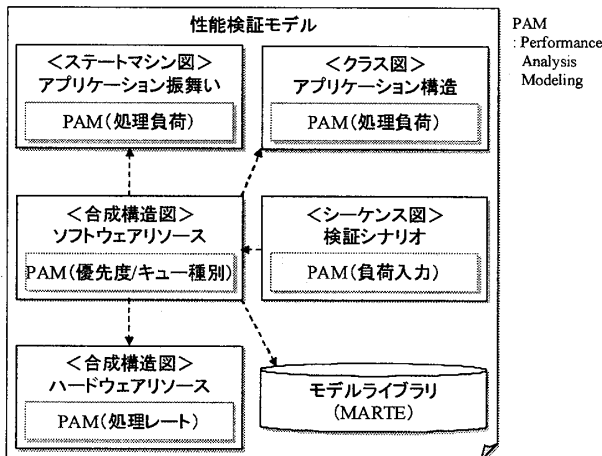 性能検証モデル
PAM
: Performance
Analysis
Modeling
＜ステートマシン図＞
アプリケーション振舞い
PAM(処理負荷)
＜クラス図＞
アプリケーション構造
PAM(処理負荷)
＜合成構造図＞
ソフトウェアリソース
PAM(優先度/キュー種別)
＜シーケンス図＞
検証シナリオ
PAM(負荷入力)
＜合成構造図＞
ハードウェアリソース
PAM(処理レート)
モデルライブラリ
(MARTE)